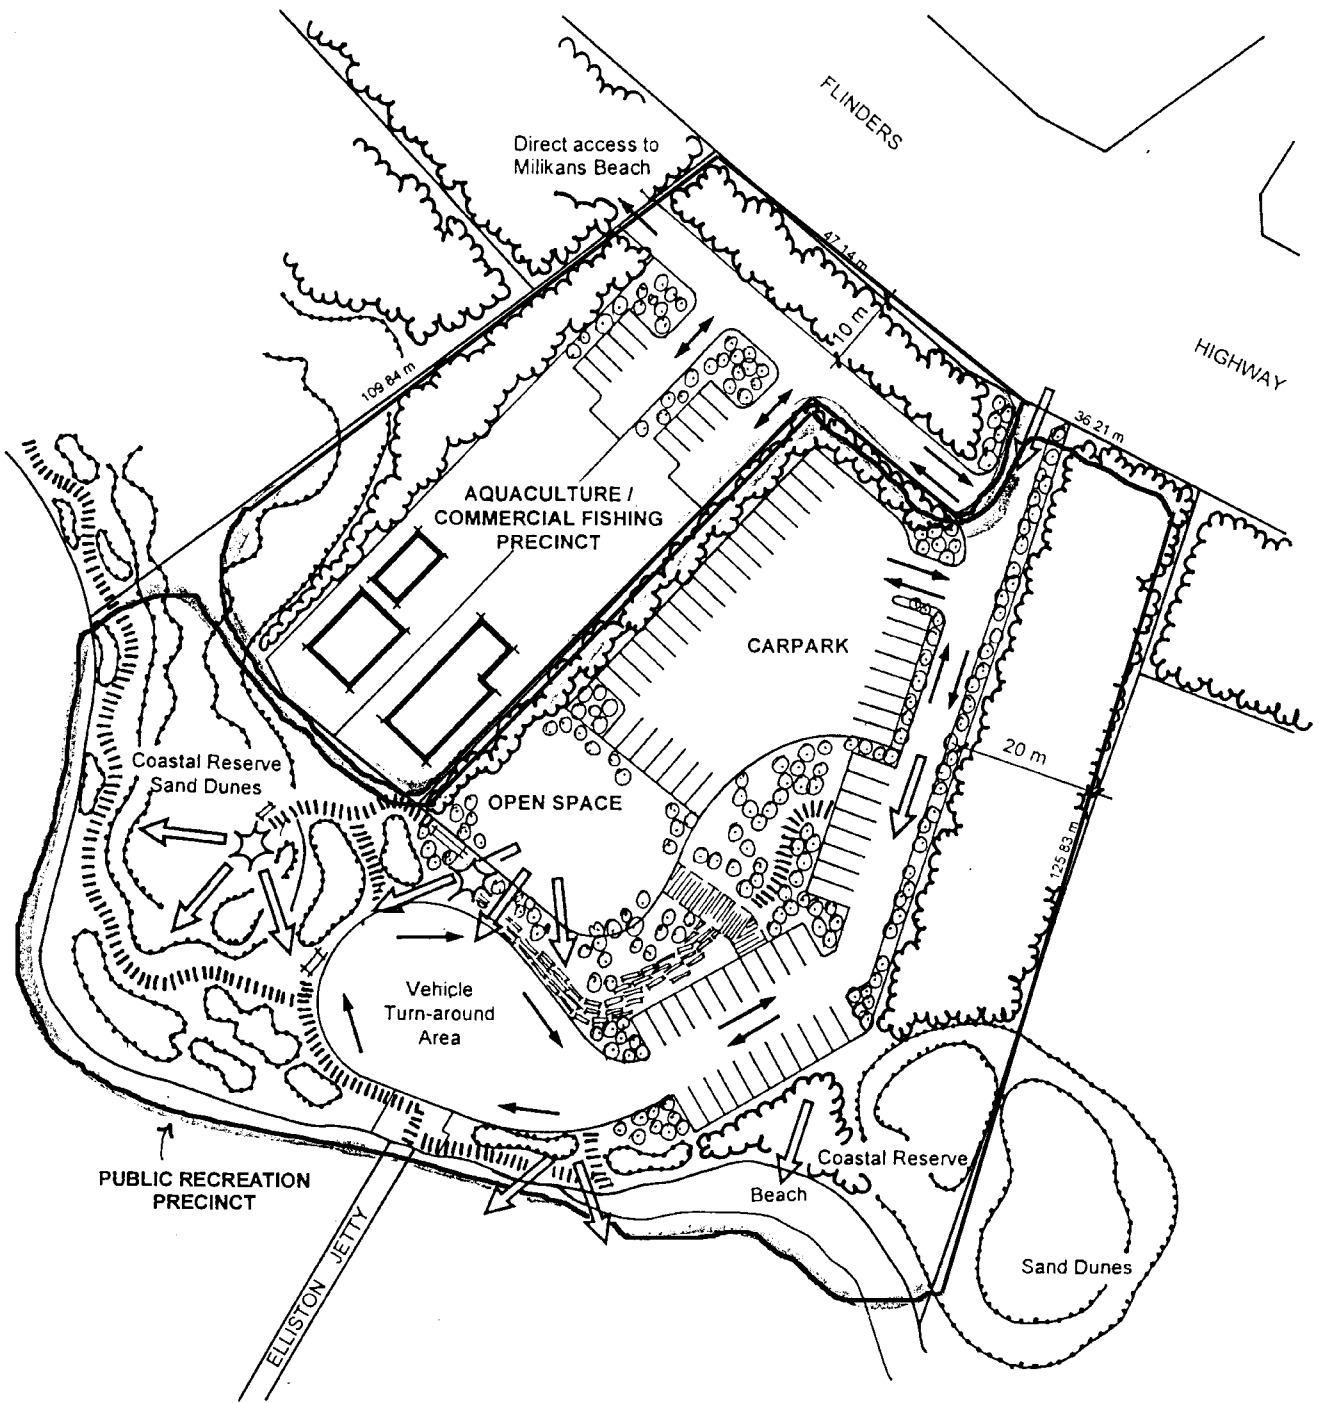 FLINDERS
HIGHWAY
Direct access to
Milikans Beach
47.14 m
10 m
36.21 m
109.84 m
AQUACULTURE /
COMMERCIAL FISHING
PRECINCT
CARPARK
20 m
125.83 m
Coastal Reserve
Sand Dunes
OPEN SPACE
Vehicle
Turn-around
Area
PUBLIC RECREATION
PRECINCT
Coastal Reserve
Beach
Sand Dunes
ELLISTON JETTY